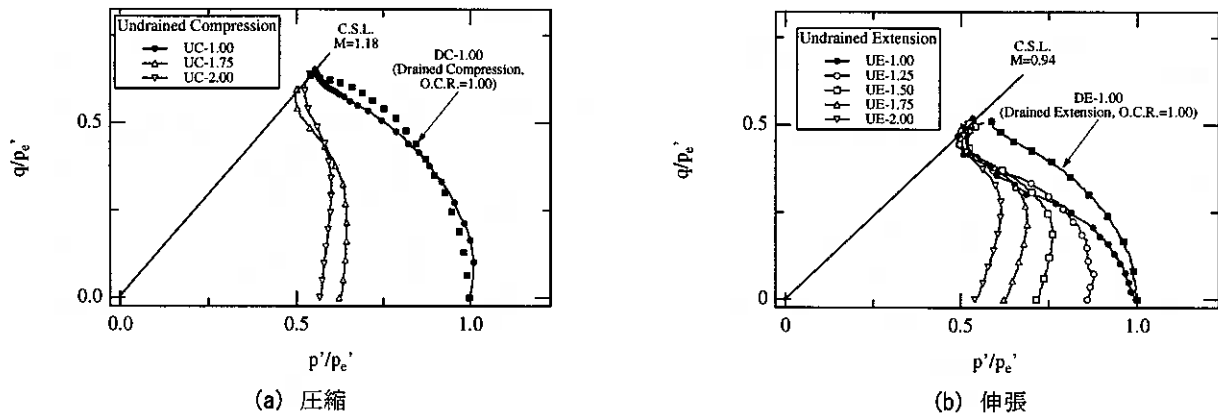 Undrained Compression
UC-1.00
UC-1.75
UC-2.00
C.S.L.
M=1.18
DC-1.00
(Drained Compression,
O.C.R.=1.00)
q/pe'
0.5
0.0
0.0
0.5
1.0
p'/pe'
(a) 圧縮
Undrained Extension
UE-1.00
UE-1.25
UE-1.50
UE-1.75
UE-2.00
C.S.L.
M=0.94
DE-1.00
(Drained Extension, O.C.R.=1.00)
q/pe'
0.5
0
0
0.5
1.0
p'/pe'
(b) 伸張